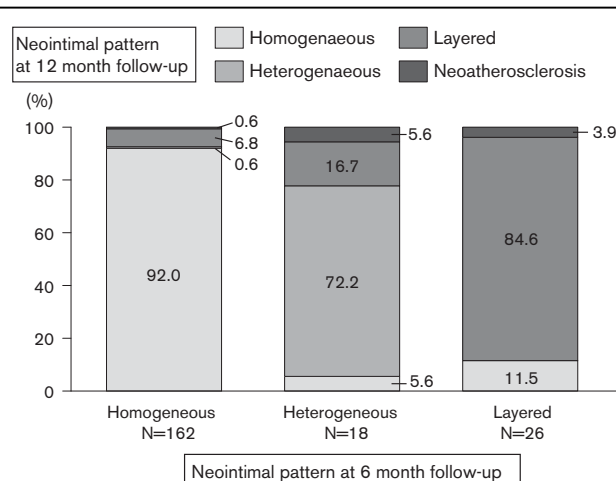 Neointimal pattern
at 12 month follow-up
Homogenaeous
Heterogenaeous
Layered
Neoatherosclerosis
(%)
100
80
60
40
20
0
0.6
6.8
0.6
92.0
5.6
16.7
72.2
5.6
3.9
84.6
11.5
Homogeneous
N=162
Heterogeneous
N=18
Layered
N=26
Neointimal pattern at 6 month follow-up